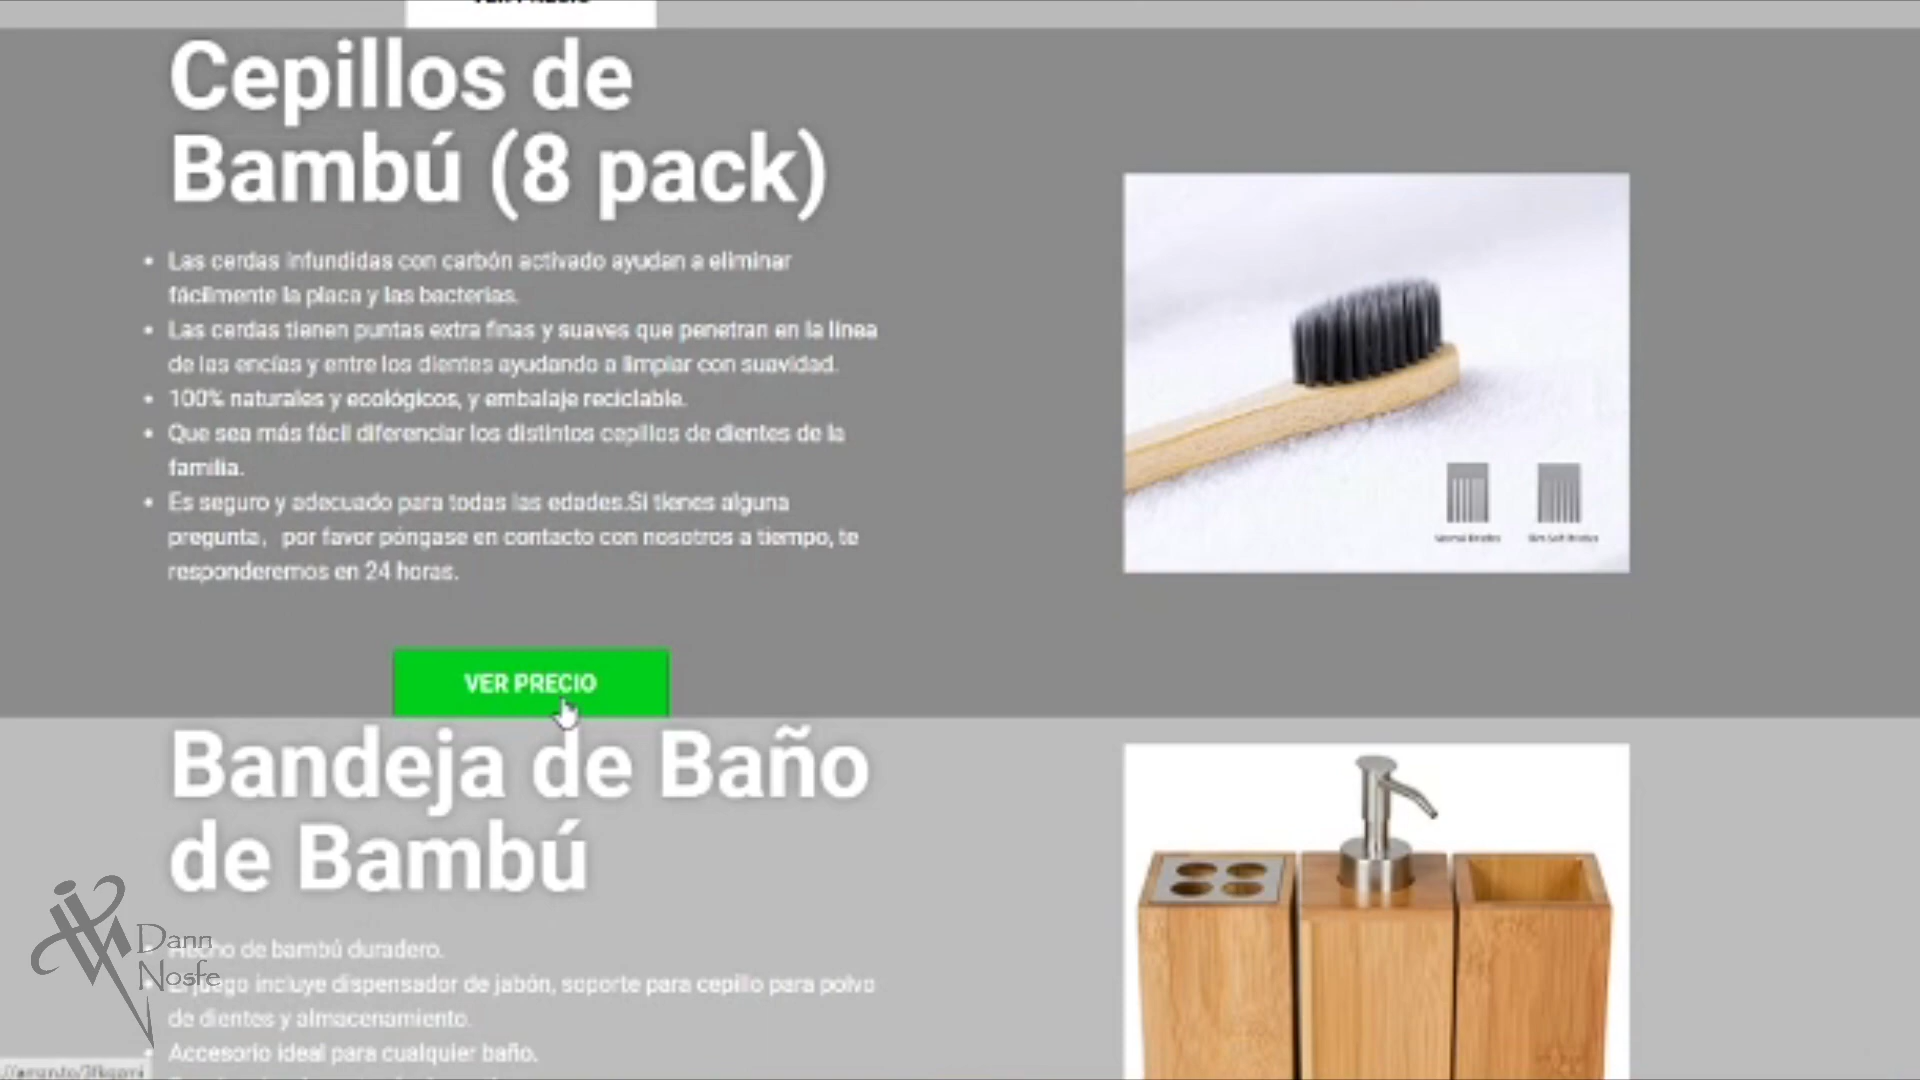 VER PRECIO
Cepillos de
Bambú (8 pack)
Las cerdas infundidas con carbón activado ayudan a eliminar
fácilmente la placa y las bacterias.
Las cerdas tienen puntas extra finas y suaves que penetran en la línea
de las encías y entre los dientes ayudando a limpiar con suavidad.
100% naturales y ecológicos, y embalaje reciclable.
Que sea más fácil diferenciar los distintos cepillos de dientes de la
familia.
Es seguro y adecuado para todas las edades.Si tienes alguna
pregunta，por favor póngase en contacto con nosotros a tiempo, te
responderemos en 24 horas.
VER PRECIO
Bandeja de Baño
de Bambú
Hecho de bambú duradero.
El juego incluye dispensador de jabón, soporte para cepillo para polvo
de dientes y almacenamiento.
Accesorio ideal para cualquier baño.
Dann
Nosfe